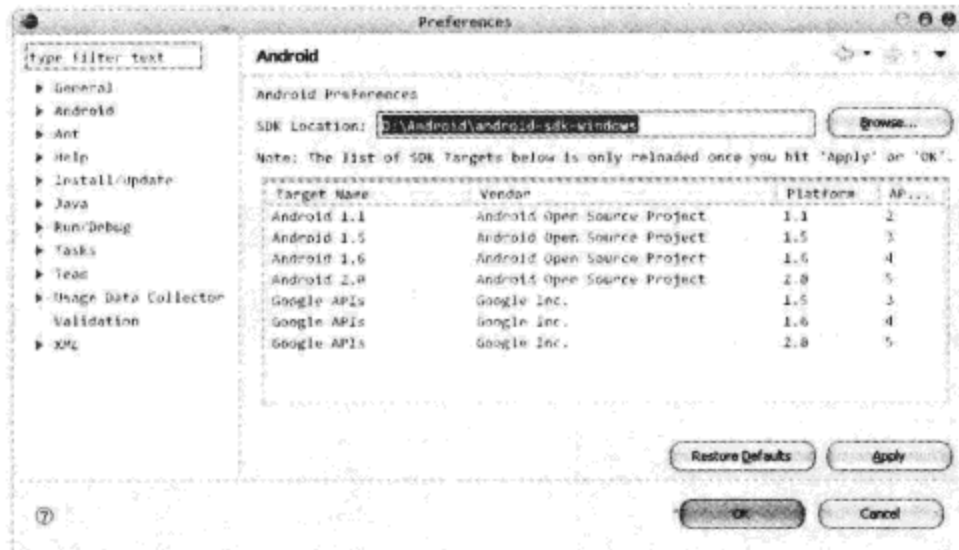 Preferences
type filter text
General
Android
Ant
Help
Install/Update
Java
Run/Debug
Tasks
Team
Usage Data Collector
Validation
XML
Android
Android Preferences
SDK Location: D:\Android\android-sdk-windows Browse...
Note: The list of SDK Targets below is only reloaded once you hit 'Apply' or 'OK'.
Target Name Vendor Platform AP...
Android 1.1 Android Open Source Project 1.1 2
Android 1.5 Android Open Source Project 1.5 3
Android 1.6 Android Open Source Project 1.6 4
Android 2.0 Android Open Source Project 2.0 5
Google APIs Google Inc. 1.5 3
Google APIs Google Inc. 1.6 4
Google APIs Google Inc. 2.0 5
Restore Defaults Apply
OK Cancel